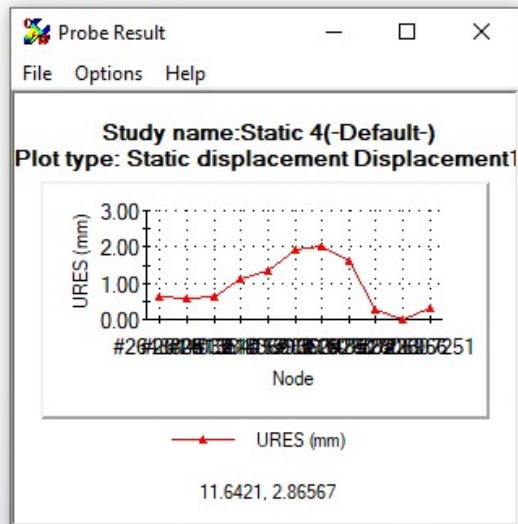 Probe Result
File Options Help
Study name:Static 4(-Default-)
Plot type: Static displacement Displacement1
URES (mm)
3.00
2.00
1.00
0.00
Node
URES (mm)
11.6421, 2.86567